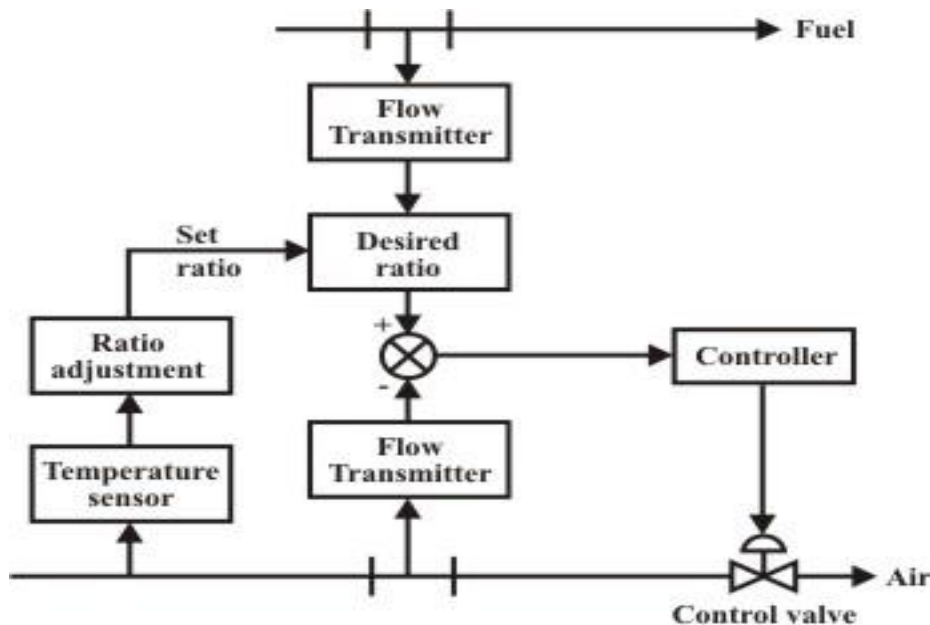 Fuel
Flow
Transmitter
Set
ratio
Desired
ratio
+
Ratio
adjustment
Controller
-
Temperature
sensor
Flow
Transmitter
Air
Control valve